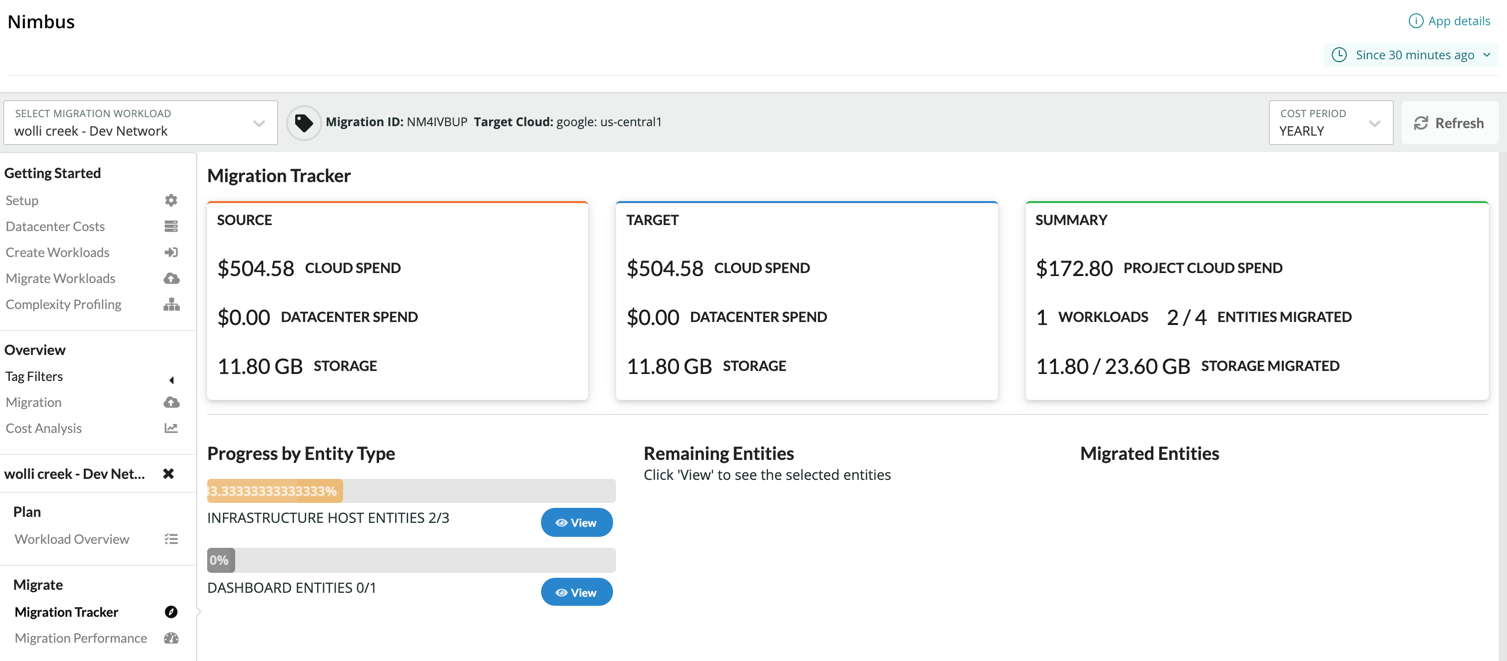 Nimbus
App details
Since 30 minutes ago
SELECT MIGRATION WORKLOAD
wolli creek - Dev Network
Migration ID: NM4IVBUP Target Cloud: google: us-central1
COST PERIOD
YEARLY
Refresh
Getting Started
Setup
Datacenter Costs
Create Workloads
Migrate Workloads
Complexity Profiling
Overview
Tag Filters
Migration
Cost Analysis
wolli creek - Dev Net...
Plan
Workload Overview
Migrate
Migration Tracker
Migration Performance
Migration Tracker
SOURCE
$504.58 CLOUD SPEND
$0.00 DATACENTER SPEND
11.80 GB STORAGE
TARGET
$504.58 CLOUD SPEND
$0.00 DATACENTER SPEND
11.80 GB STORAGE
SUMMARY
$172.80 PROJECT CLOUD SPEND
1 WORKLOADS 2 / 4 ENTITIES MIGRATED
11.80 / 23.60 GB STORAGE MIGRATED
Progress by Entity Type
3.33333333333333%
INFRASTRUCTURE HOST ENTITIES 2/3
View
0%
DASHBOARD ENTITIES 0/1
View
Remaining Entities
Click 'View' to see the selected entities
Migrated Entities